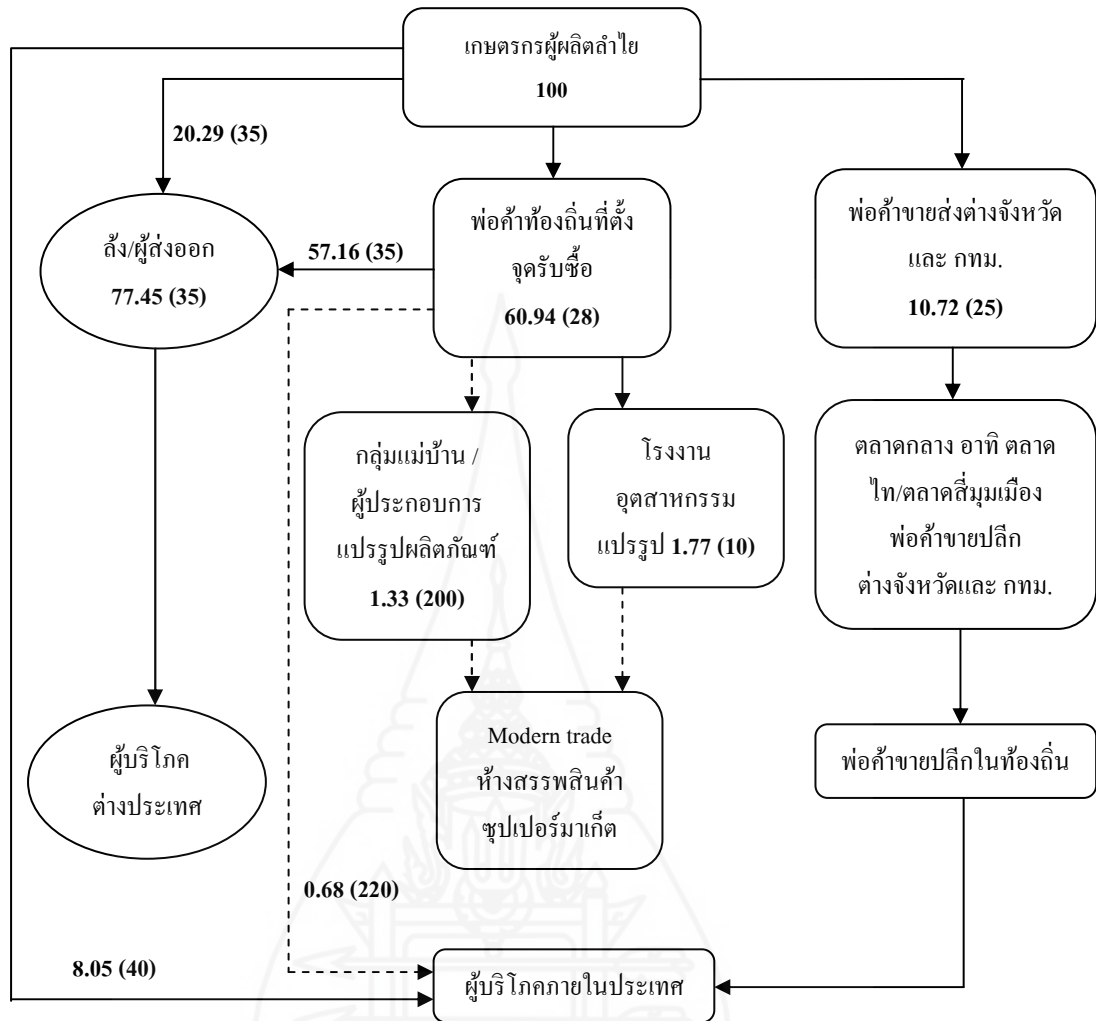 เกษตรกรผู้ผลิตลำไย
100
20.29 (35)
ล้ง/ผู้ส่งออก
77.45 (35)
57.16 (35)
พ่อค้าท้องถิ่นที่ตั้ง
จุดรับซื้อ
60.94 (28)
พ่อค้าขายส่งต่างจังหวัด
และ กทม.
10.72 (25)
กลุ่มแม่บ้าน /
ผู้ประกอบการ
แปรรูปผลิตภัณฑ์
1.33 (200)
โรงงาน
อุตสาหกรรม
แปรรูป 1.77 (10)
ตลาดกลาง อาทิ ตลาด
ไท/ตลาดสี่มุมเมือง
พ่อค้าขายปลีก
ต่างจังหวัดและ กทม.
ผู้บริโภค
ต่างประเทศ
Modern trade
ห้างสรรพสินค้า
ซุปเปอร์มาเก็ต
พ่อค้าขายปลีกในท้องถิ่น
0.68 (220)
8.05 (40)
ผู้บริโภคภายในประเทศ